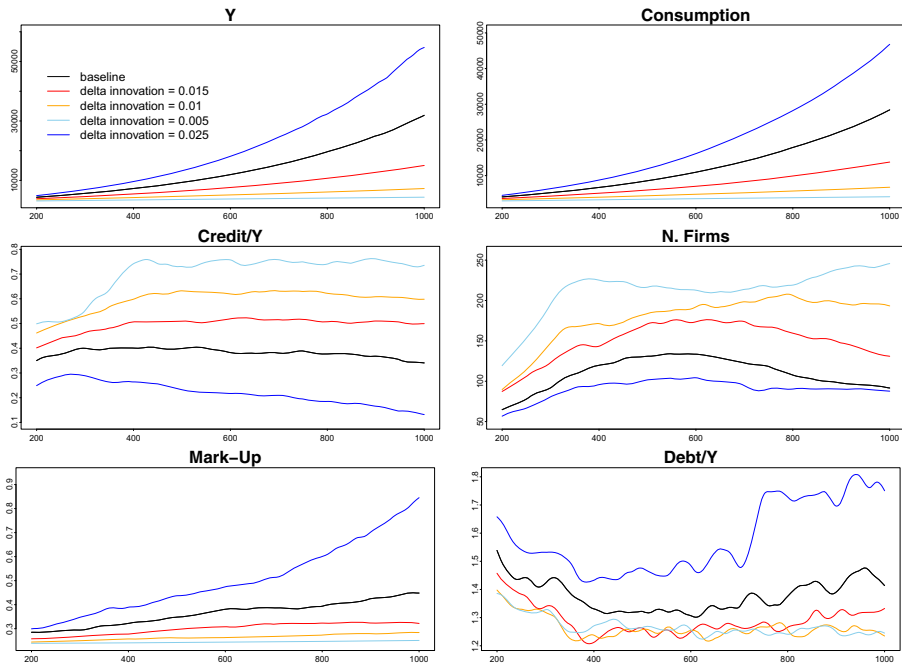 Y
50000
30000
10000
baseline
delta innovation = 0.015
delta innovation = 0.01
delta innovation = 0.005
delta innovation = 0.025
200 400 600 800 1000
Consumption
50000
40000
30000
20000
10000
0
200 400 600 800 1000
Credit/Y
0.8
0.7
0.6
0.5
0.4
0.3
0.2
0.1
200 400 600 800 1000
N. Firms
250
200
150
100
50
200 400 600 800 1000
Mark−Up
0.9
0.8
0.7
0.6
0.5
0.4
0.3
200 400 600 800 1000
Debt/Y
1.8
1.7
1.6
1.5
1.4
1.3
1.2
200 400 600 800 1000